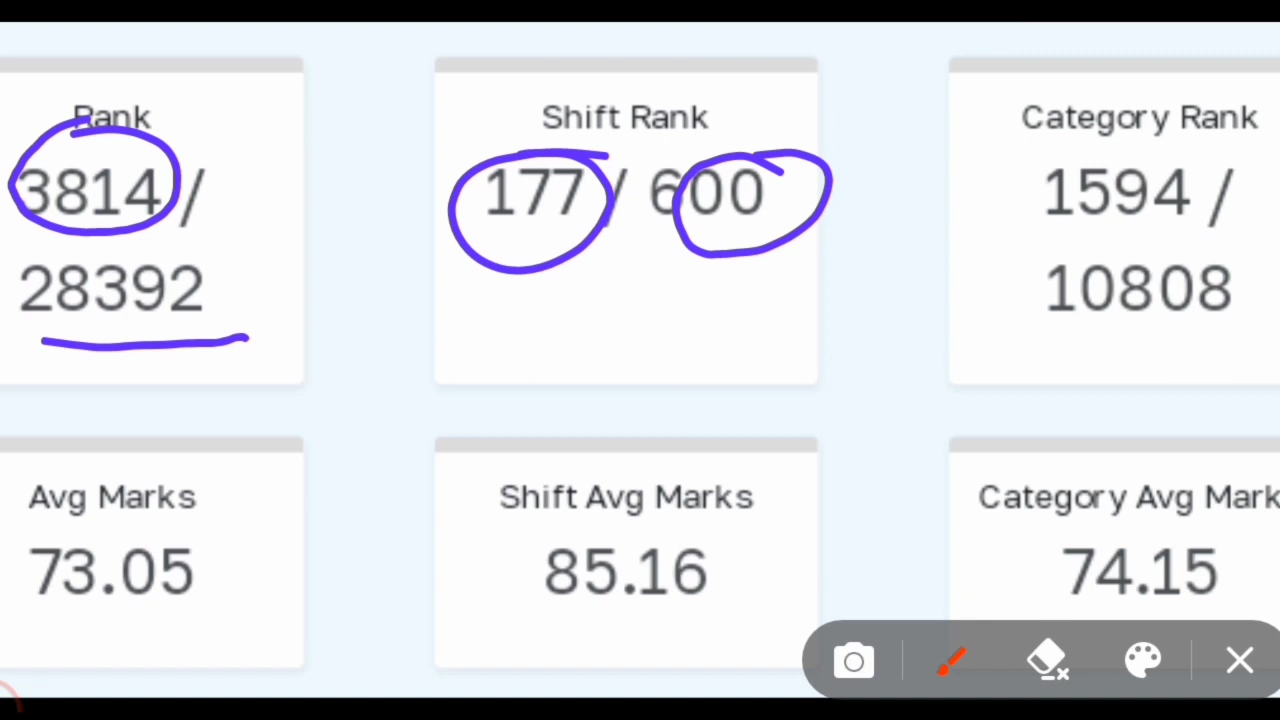 Rank
3814 /
28392
Shift Rank
177 / 600
Category Rank
1594 /
10808
Avg Marks
73.05
Shift Avg Marks
85.16
Category Avg Mark
74.15